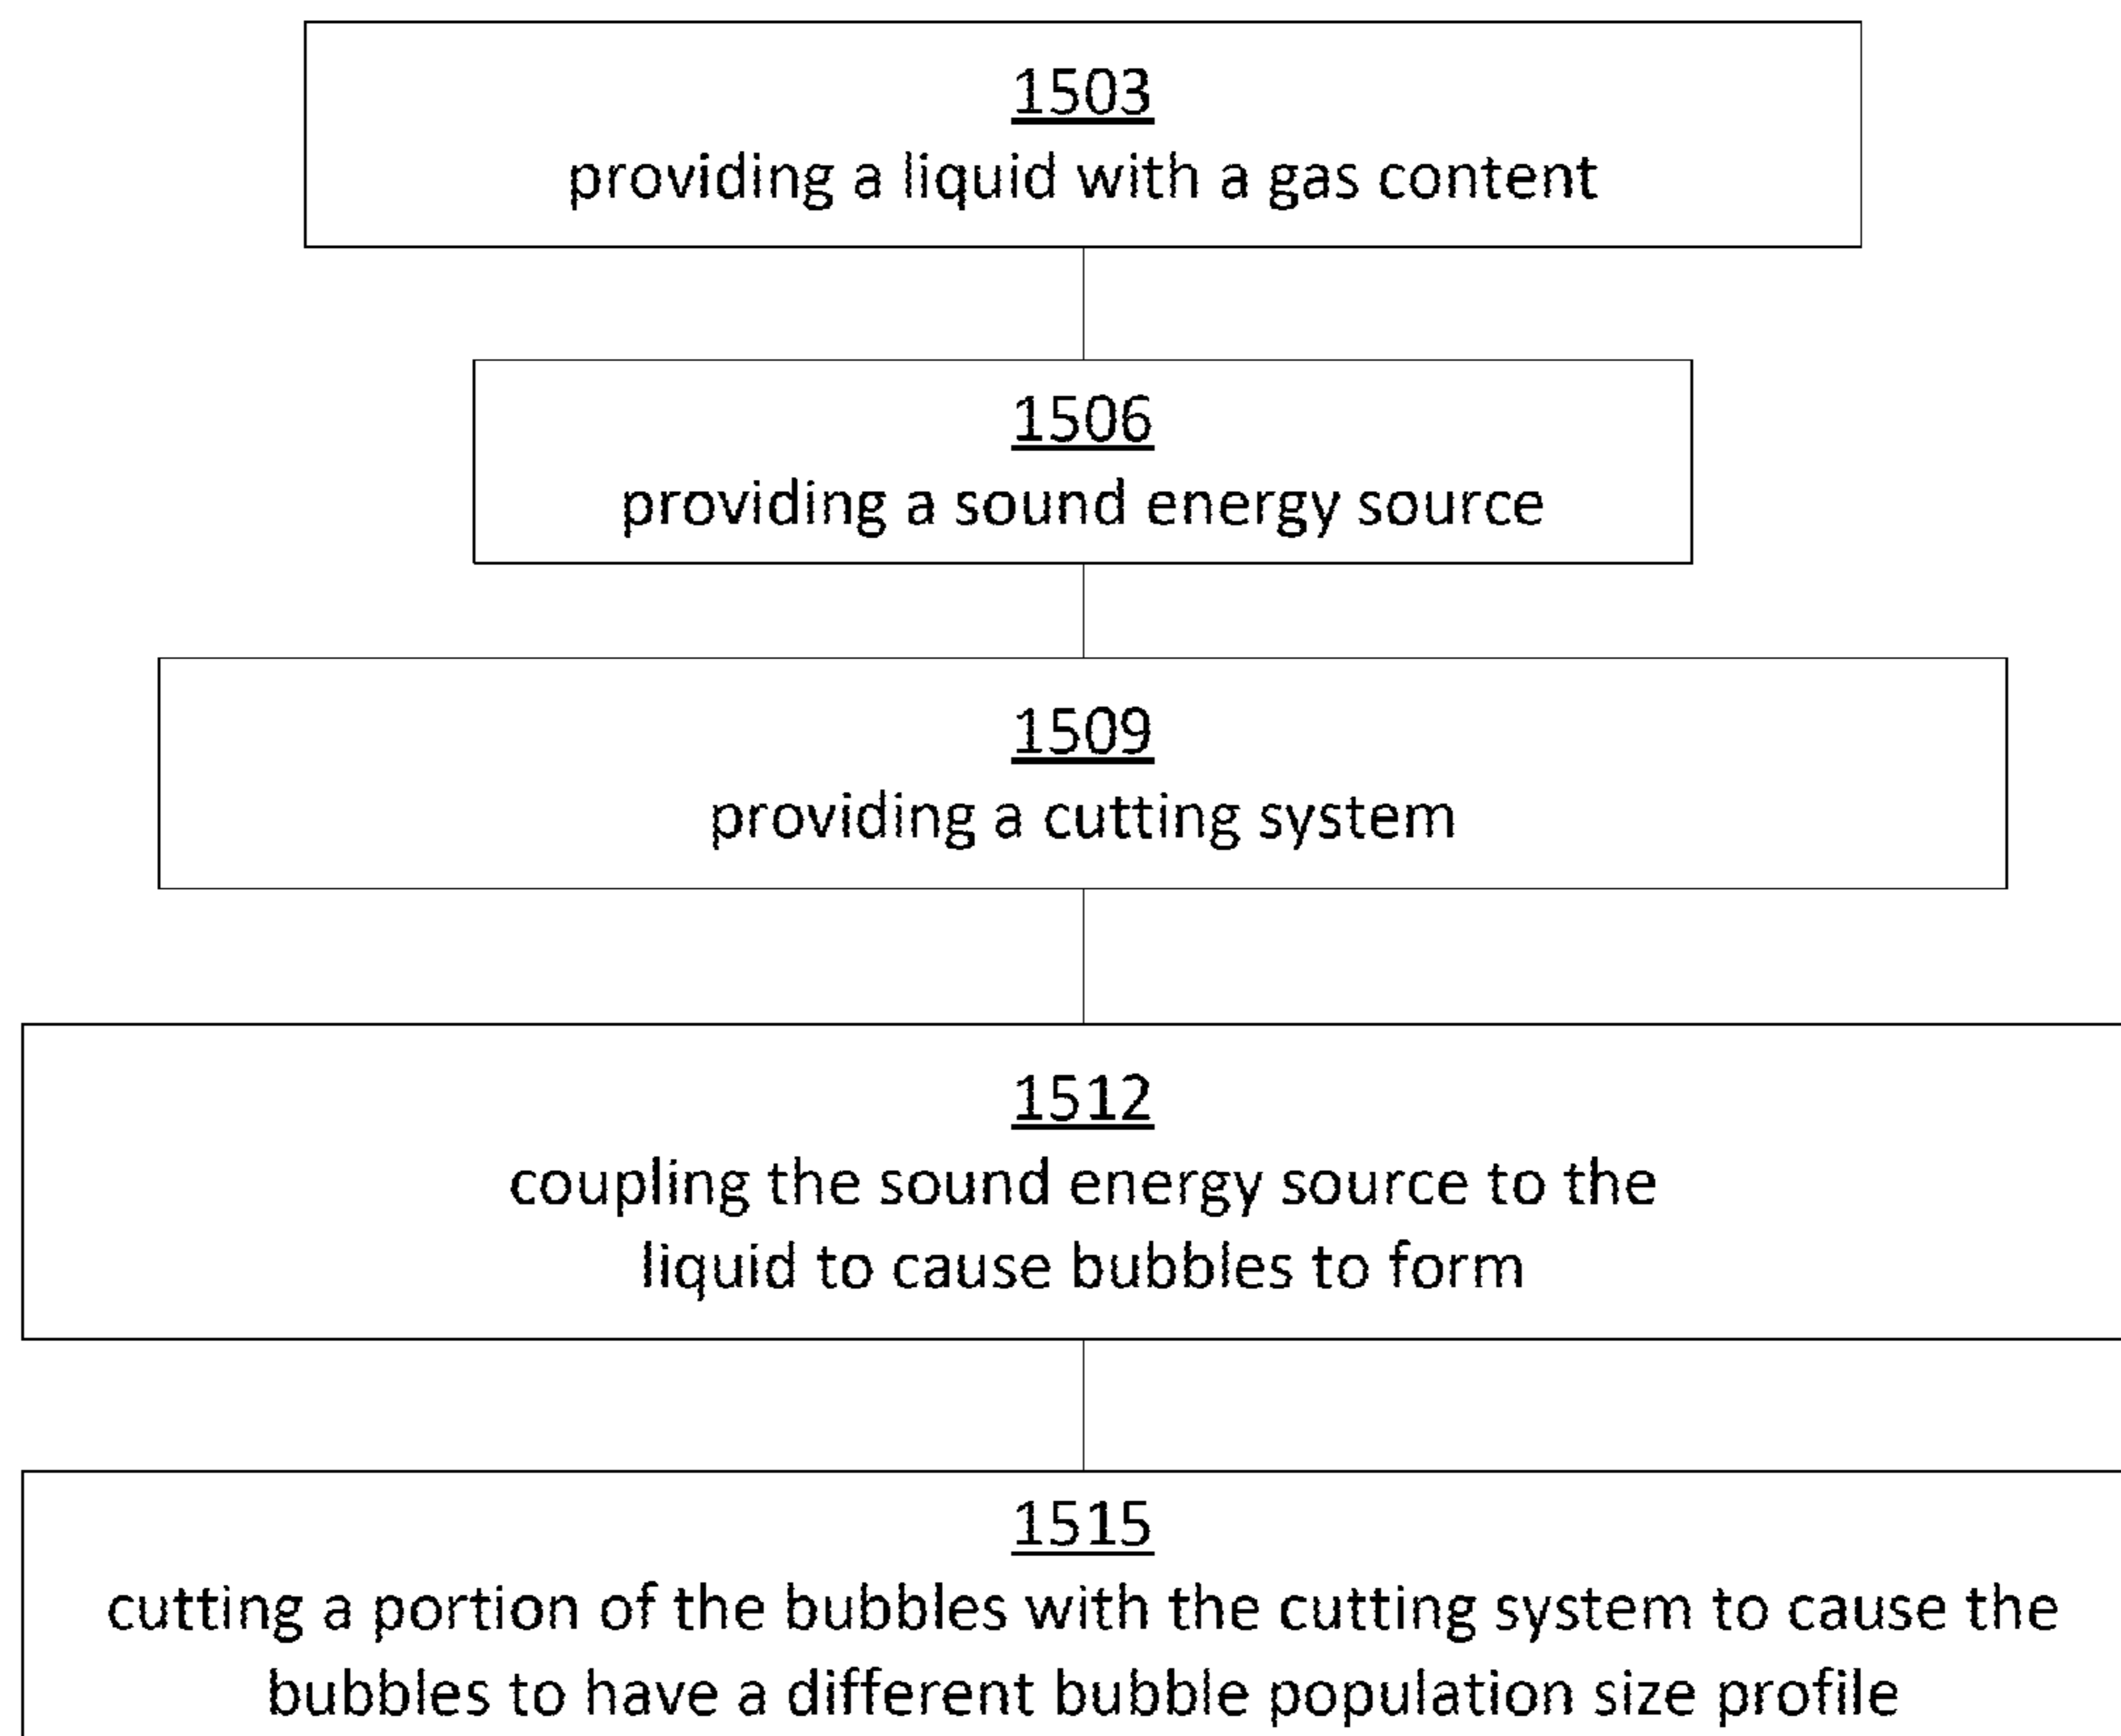 1503
providing a liquid with a gas content
1506
providing a sound energy source
1509
providing a cutting system
1512
coupling the sound energy source to the
liquid to cause bubbles to form
1515
cutting a portion of the bubbles with the cutting system to cause the
bubbles to have a different bubble population size profile